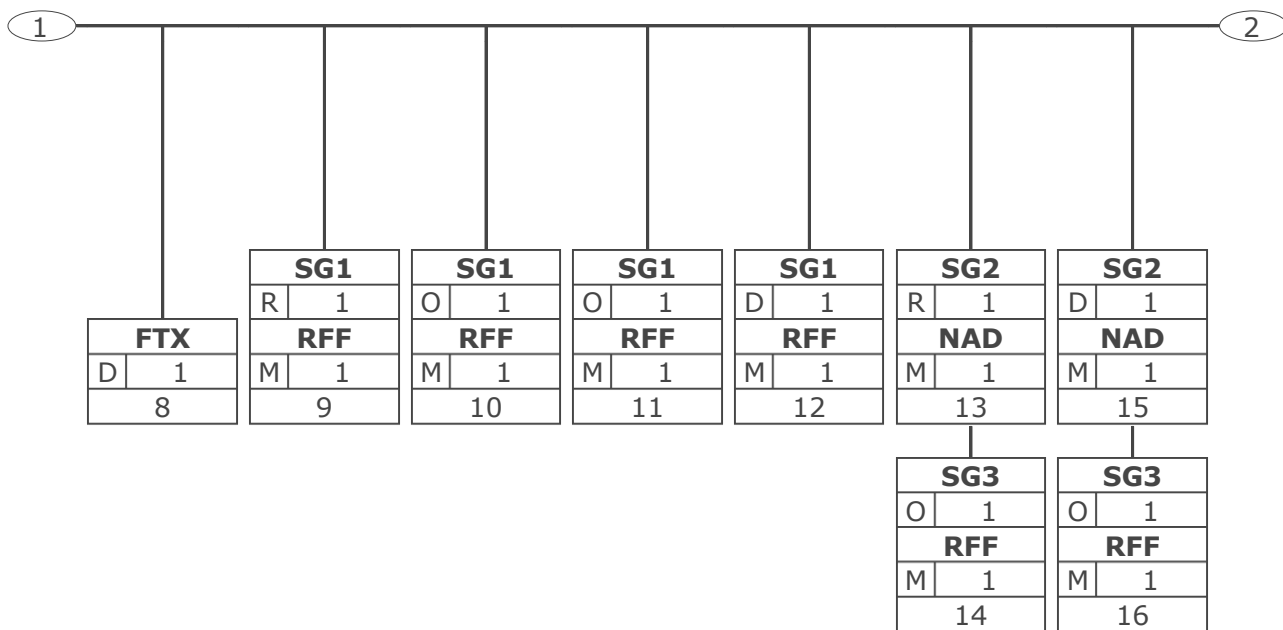 1 2
SG1 SG1 SG1 SG1 SG2 SG2
R 1 O 1 O 1 D 1 R 1 D 1
FTX RFF RFF RFF RFF NAD NAD
D 1 M 1 M 1 M 1 M 1 M 1 M 1
8 9 10 11 12 13 15
SG3 SG3
O 1 O 1
RFF RFF
M 1 M 1
14 16